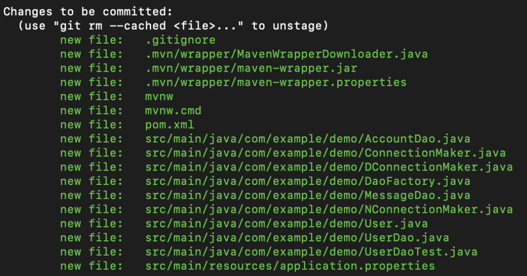 Changes to be committed:
  (use "git rm --cached <file>..." to unstage)
        new file:   .gitignore
        new file:   .mvn/wrapper/MavenWrapperDownloader.java
        new file:   .mvn/wrapper/maven-wrapper.jar
        new file:   .mvn/wrapper/maven-wrapper.properties
        new file:   mvnw
        new file:   mvnw.cmd
        new file:   pom.xml
        new file:   src/main/java/com/example/demo/AccountDao.java
        new file:   src/main/java/com/example/demo/ConnectionMaker.java
        new file:   src/main/java/com/example/demo/DConnectionMaker.java
        new file:   src/main/java/com/example/demo/DaoFactory.java
        new file:   src/main/java/com/example/demo/MessageDao.java
        new file:   src/main/java/com/example/demo/NConnectionMaker.java
        new file:   src/main/java/com/example/demo/User.java
        new file:   src/main/java/com/example/demo/UserDao.java
        new file:   src/main/java/com/example/demo/UserDaoTest.java
        new file:   src/main/resources/application.properties